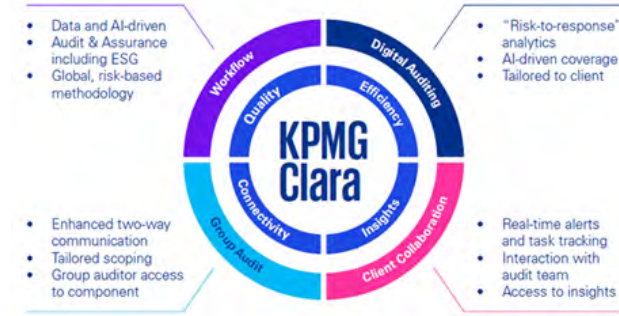 • Data and AI-driven
• Audit & Assurance
including ESG
• Global, risk-based
methodology
• "Risk-to-response"
analytics
• AI-driven coverage
• Tailored to client
Workflow
Digital Auditing
Quality
Efficiency
KPMG
Clara
Connectivity
Insights
Group Audit
Client Collaboration
• Enhanced two-way
communication
• Tailored scoping
• Group auditor access
to component
• Real-time alerts
and task tracking
• Interaction with
audit team
• Access to insights